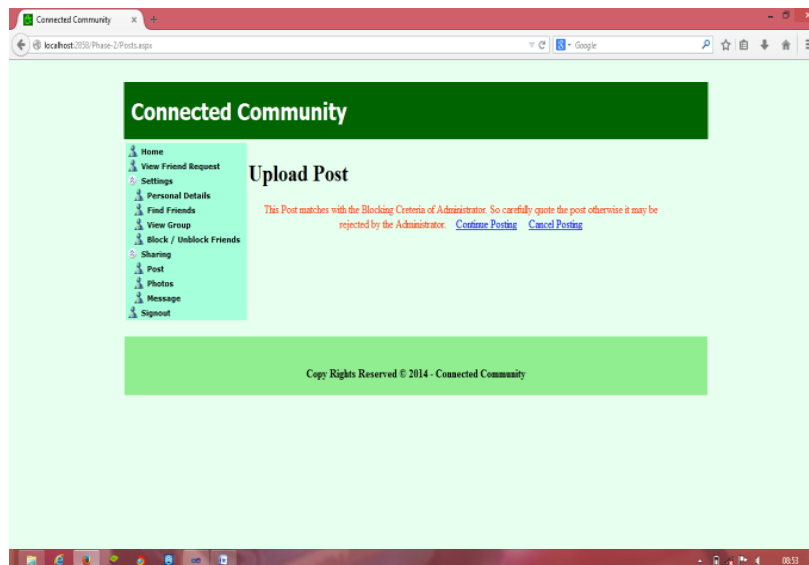 Connected Community
localhost:2858/Phase-2/Posts.aspx
Google
Connected Community
Home
View Friend Request
Settings
Personal Details
Find Friends
View Group
Block / Unblock Friends
Sharing
Post
Photos
Message
Signout
Upload Post
This Post matches with the Blocking Creteria of Administrator. So carefully quote the post otherwise it may be
rejected by the Administrator. Continue Posting Cancel Posting
Copy Rights Reserved © 2014 - Connected Community
08:53